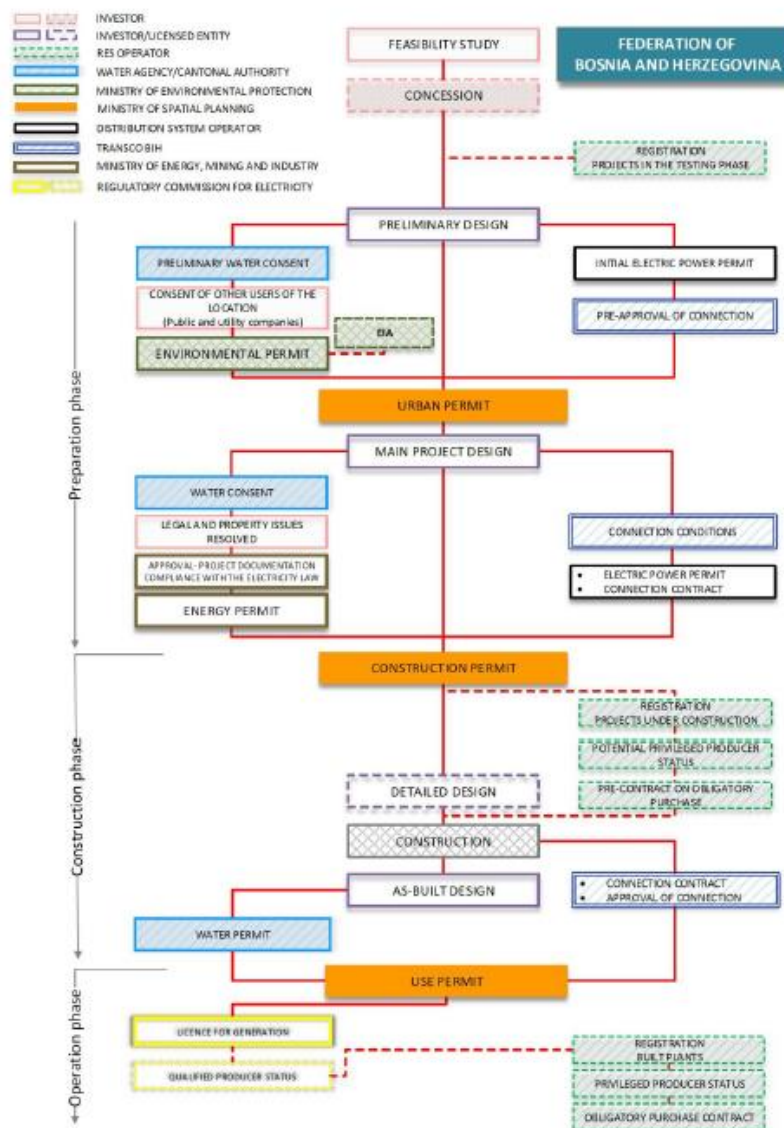 INVESTOR
INVESTOR/LICENSED ENTITY
RES OPERATOR
WATER AGENCY/CANTONAL AUTHORITY
MINISTRY OF ENVIRONMENTAL PROTECTION
MINISTRY OF SPATIAL PLANNING
DISTRIBUTION SYSTEM OPERATOR
TRANSCO BIH
MINISTRY OF ENERGY, MINING AND INDUSTRY
REGULATORY COMMISSION FOR ELECTRICITY
FEDERATION OF
BOSNIA AND HERZEGOVINA
FEASIBILITY STUDY
CONCESSION
REGISTRATION
PROJECTS IN THE TESTING PHASE
Preparation phase
PRELIMINARY DESIGN
PRELIMINARY WATER CONSENT
CONSENT OF OTHER USERS OF THE
LOCATION
(Public and utility companies)
EIA
ENVIRONMENTAL PERMIT
INITIAL ELECTRIC POWER PERMIT
PRE-APPROVAL OF CONNECTION
URBAN PERMIT
MAIN PROJECT DESIGN
WATER CONSENT
LEGAL AND PROPERTY ISSUES
RESOLVED
APPROVAL- PROJECT DOCUMENTATION
COMPLIANCE WITH THE ELECTRICITY LAW
ENERGY PERMIT
CONNECTION CONDITIONS
• ELECTRIC POWER PERMIT
• CONNECTION CONTRACT
Construction phase
CONSTRUCTION PERMIT
REGISTRATION
PROJECTS UNDER CONSTRUCTION
POTENTIAL PRIVILEGED PRODUCER
STATUS
PRE-CONTRACT ON OBLIGATORY
PURCHASE
DETAILED DESIGN
CONSTRUCTION
AS-BUILT DESIGN
• CONNECTION CONTRACT
• APPROVAL OF CONNECTION
WATER PERMIT
Operation phase
USE PERMIT
LICENCE FOR GENERATION
QUALIFIED PRODUCER STATUS
REGISTRATION
BUILT PLANTS
PRIVILEGED PRODUCER STATUS
OBLIGATORY PURCHASE CONTRACT